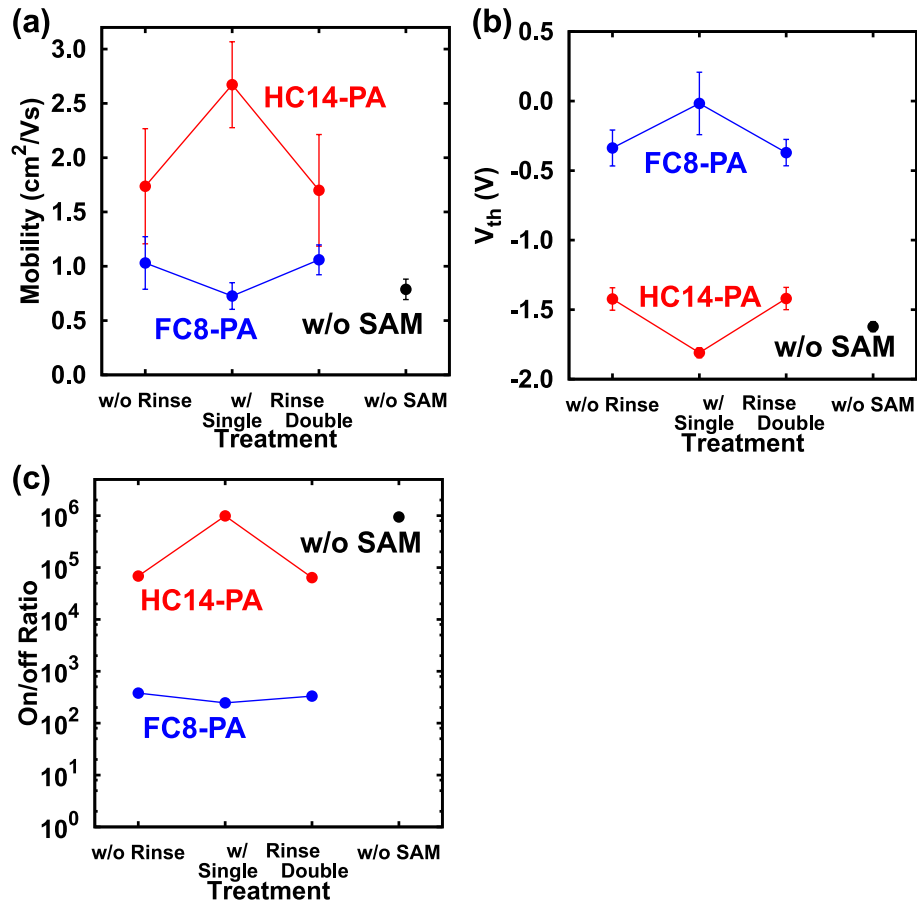 (a)
3.0
2.5
2.0
1.5
1.0
0.5
0.0
Mobility (cm²/Vs)
HC14-PA
FC8-PA
w/o SAM
w/o Rinse
w/ Rinse
Single Double
w/o SAM
Treatment
(b)
0.5
0.0
-0.5
-1.0
-1.5
-2.0
V_th (V)
FC8-PA
HC14-PA
w/o SAM
w/o Rinse
w/ Rinse
Single Double
w/o SAM
Treatment
(c)
10⁶
10⁵
10⁴
10³
10²
10¹
10⁰
On/off Ratio
w/o SAM
HC14-PA
FC8-PA
w/o Rinse
w/ Rinse
Single Double
w/o SAM
Treatment